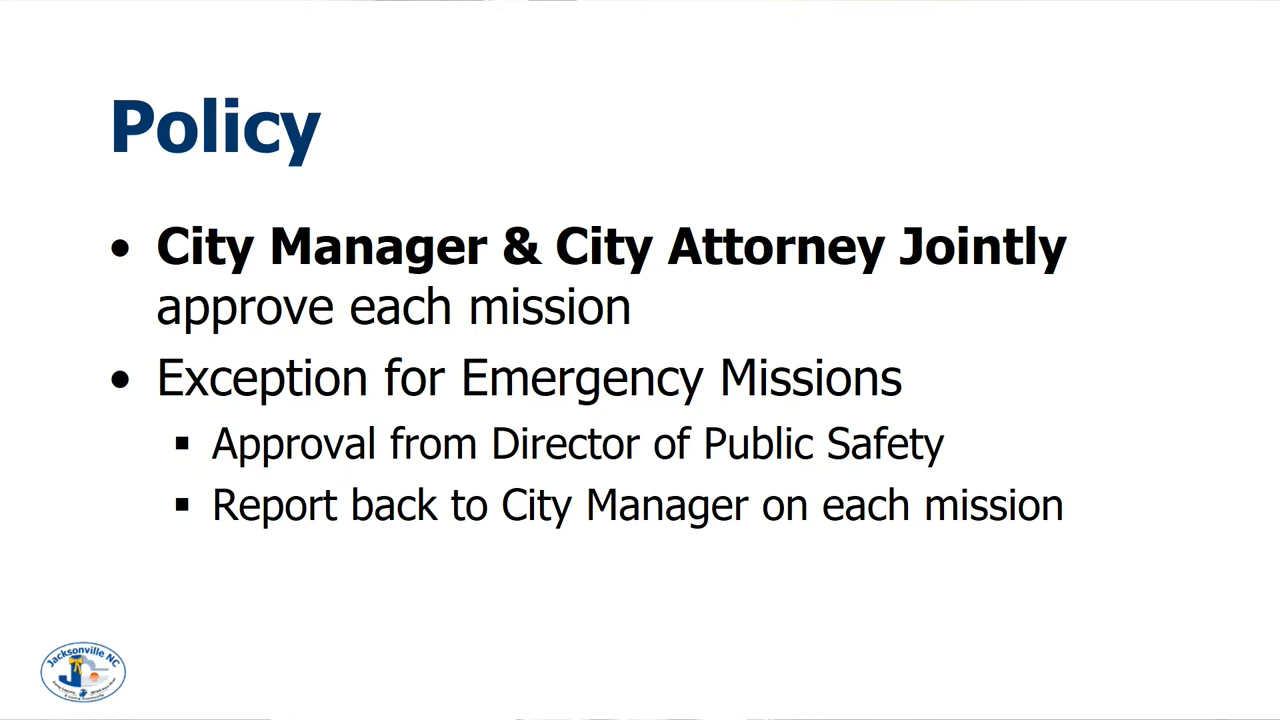 Policy
• City Manager & City Attorney Jointly
approve each mission
• Exception for Emergency Missions
▪ Approval from Director of Public Safety
▪ Report back to City Manager on each mission
Jacksonville NC